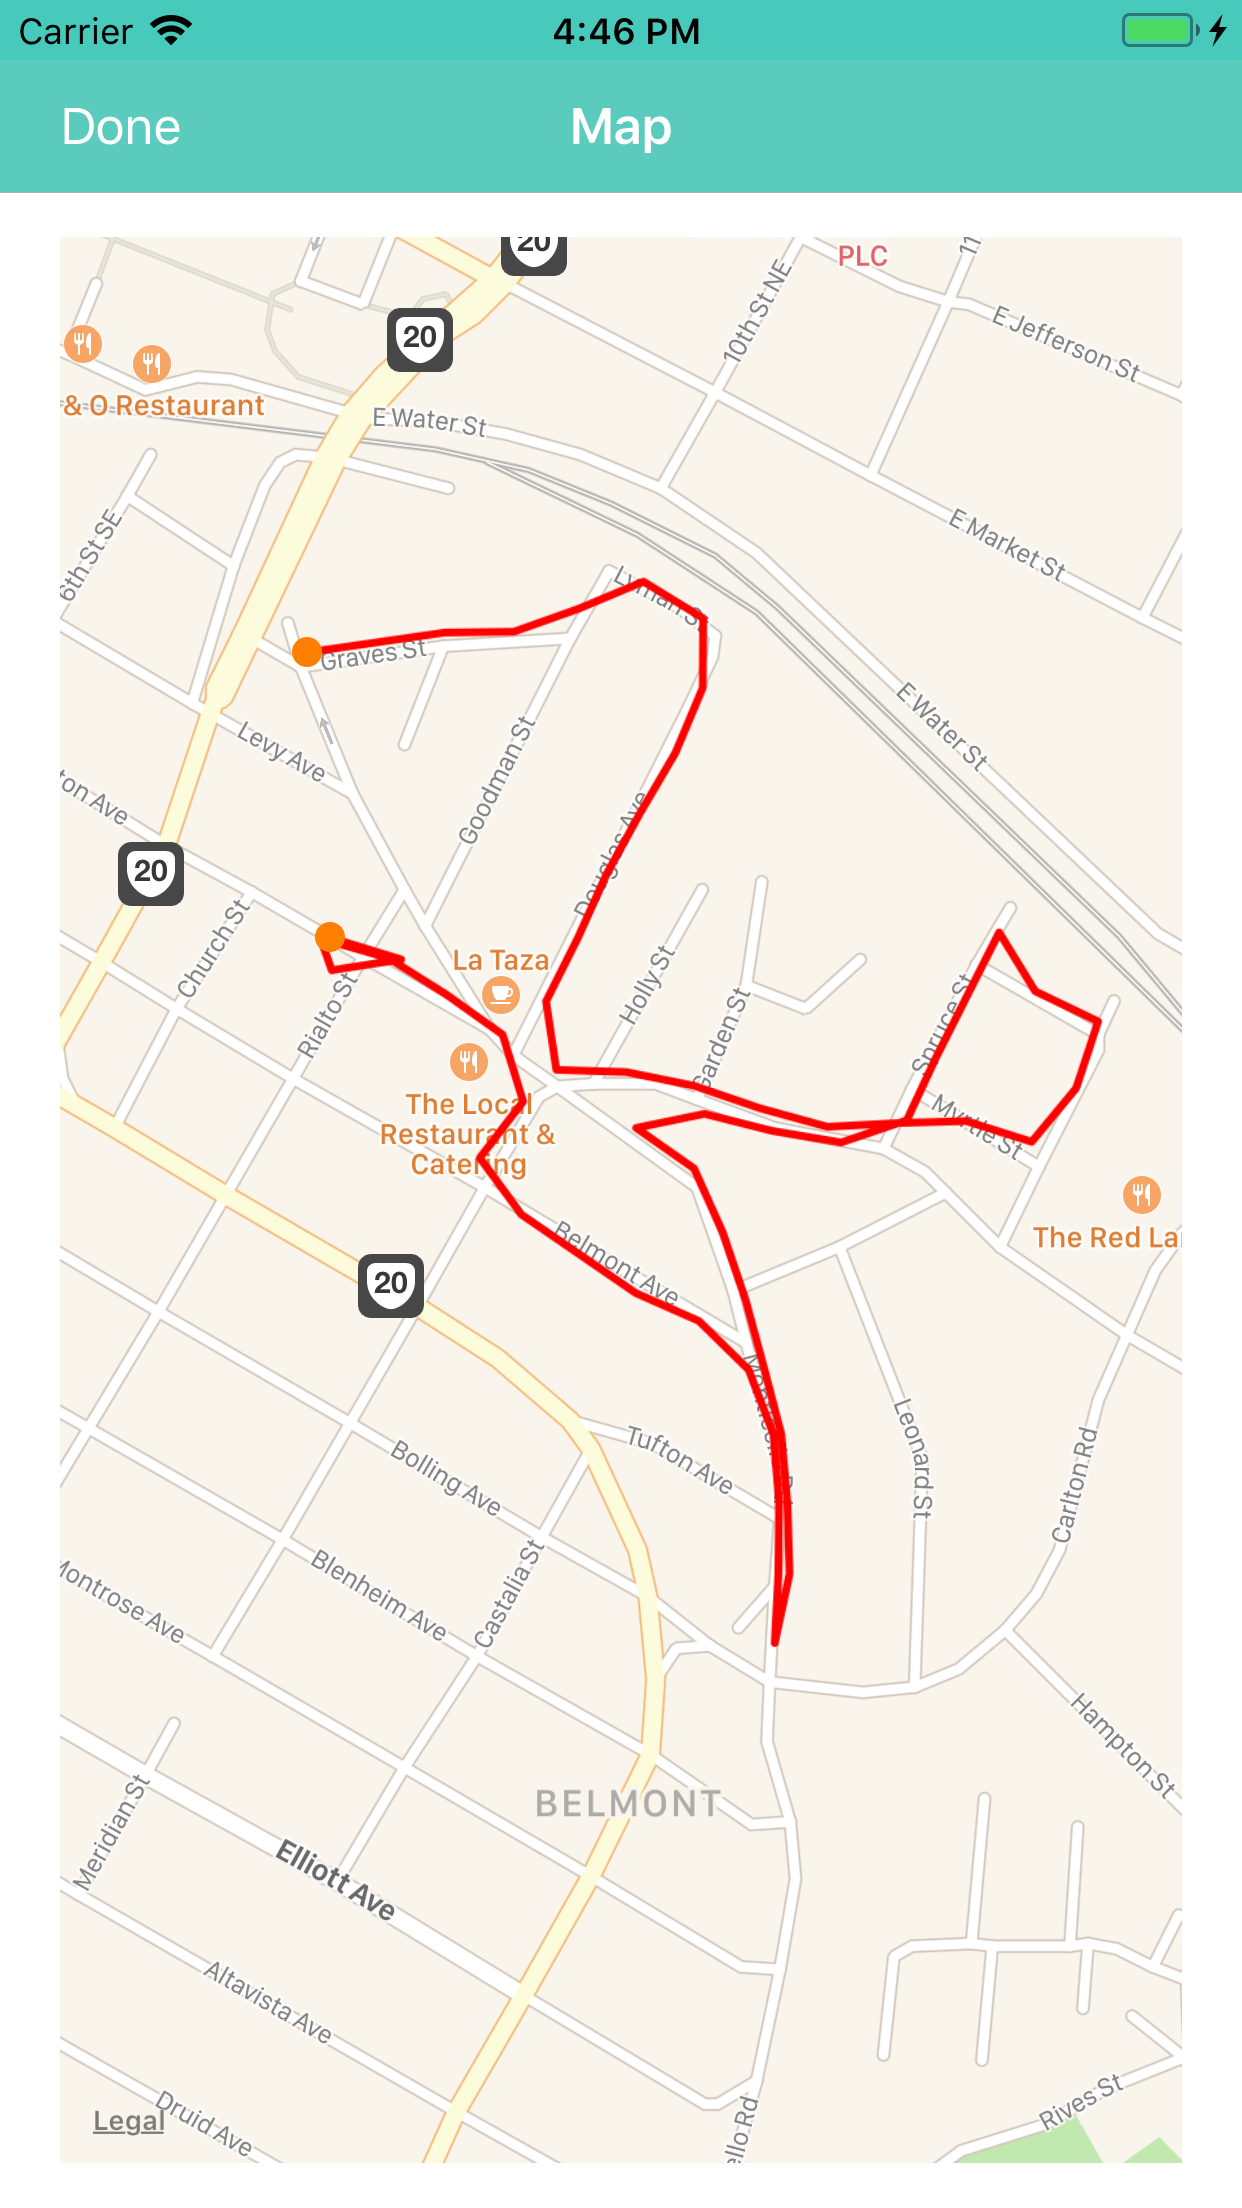 Carrier 4:46 PM
Done Map
20
PLC
11
10th St NE
E Jefferson St
20
& O Restaurant
E Water St
6th St SE
E Market St
Lyman St
Graves St
E Water St
Levy Ave
Goodman St
ton Ave
Douglas Ave
20
Church St
La Taza
Holly St
Rialto St
Garden St
Spruce St
The Local
Restaurant &
Catering
Myrtle St
The Red Lan
Belmont Ave
20
Leonard St
Tufton Ave
Bolling Ave
Carlton Rd
Blenheim Ave
Castalia St
Montrose Ave
Hampton St
Meridian St
BELMONT
Elliott Ave
Altavista Ave
Rives St
Legal
Druid Ave
ello Rd